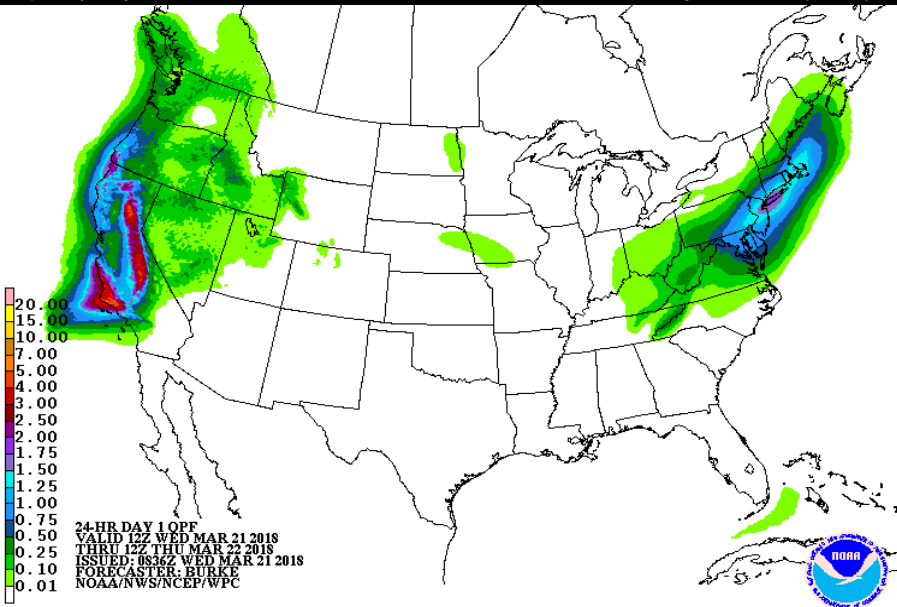 20.00
15.00
10.00
7.00
5.00
4.00
3.00
2.50
2.00
1.75
1.50
1.25
1.00
0.75
0.50
0.25
0.10
0.01
24-HR DAY 1 QPF
VALID 12Z WED MAR 21 2018
THRU 12Z THU MAR 22 2018
ISSUED: 0836Z WED MAR 21 2018
FORECASTER: BURKE
NOAA/NWS/NCEP/WPC
NOAA